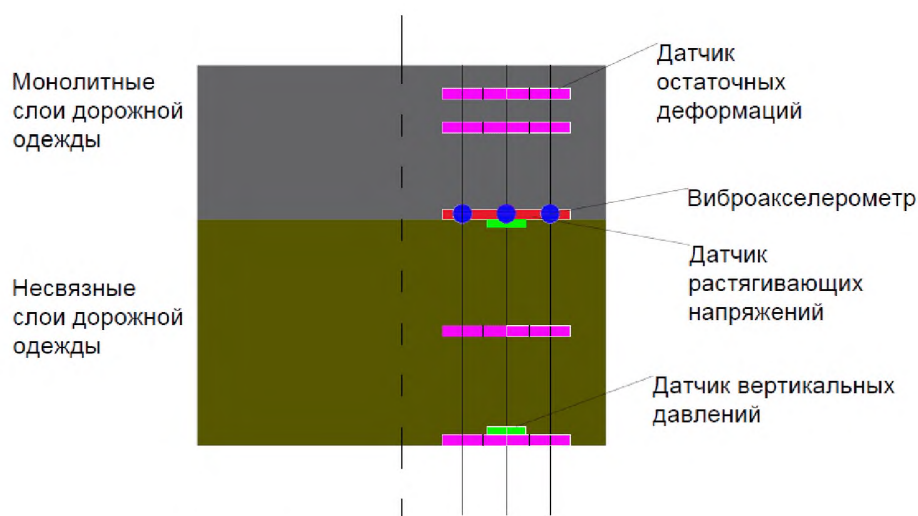 Монолитные
слои дорожной
одежды
Датчик
остаточных
деформаций
Виброакселерометр
Датчик
растягивающих
напряжений
Несвязные
слои дорожной
одежды
Датчик вертикальных
давлений